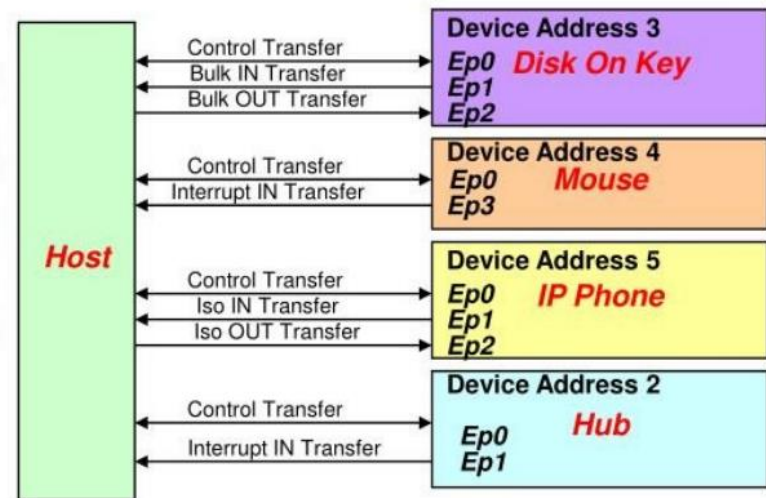 Host
Control Transfer
Bulk IN Transfer
Bulk OUT Transfer
Device Address 3
Ep0 Disk On Key
Ep1
Ep2
Control Transfer
Interrupt IN Transfer
Device Address 4
Ep0 Mouse
Ep3
Control Transfer
Iso IN Transfer
Iso OUT Transfer
Device Address 5
Ep0 IP Phone
Ep1
Ep2
Control Transfer
Interrupt IN Transfer
Device Address 2
Hub
Ep0
Ep1